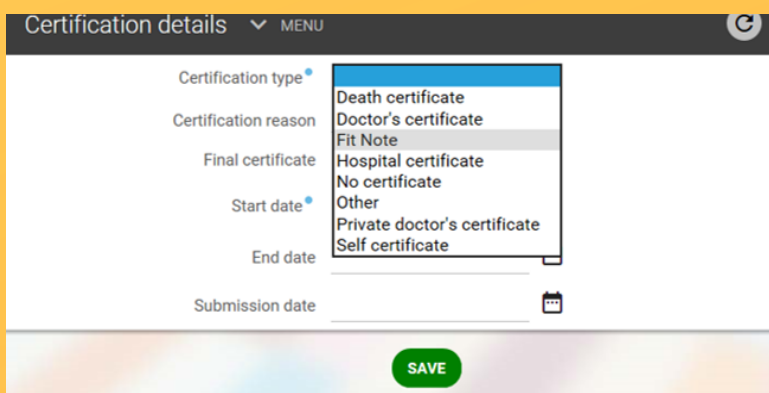 Certification details MENU
Certification type
Death certificate
Certification reason
Doctor's certificate
Fit Note
Final certificate
Hospital certificate
No certificate
Start date
Other
Private doctor's certificate
End date
Self certificate
Submission date
SAVE